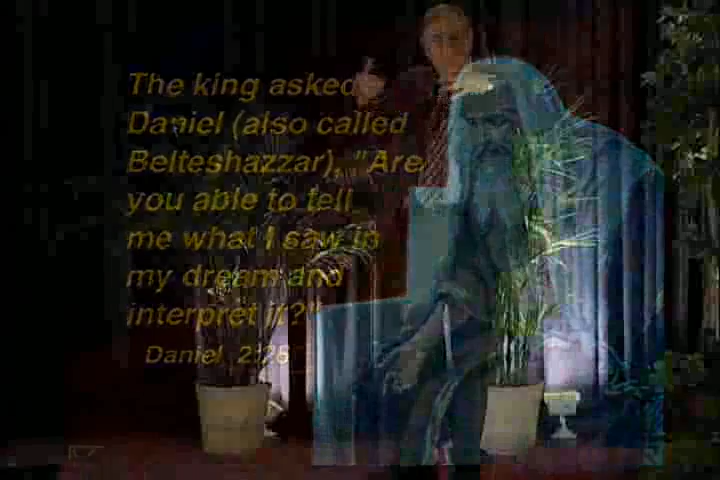 The king asked
Daniel (also called
Belteshazzar), "Are
you able to tell
me what I saw in
my dream and
interpret it?"
Daniel 2:26